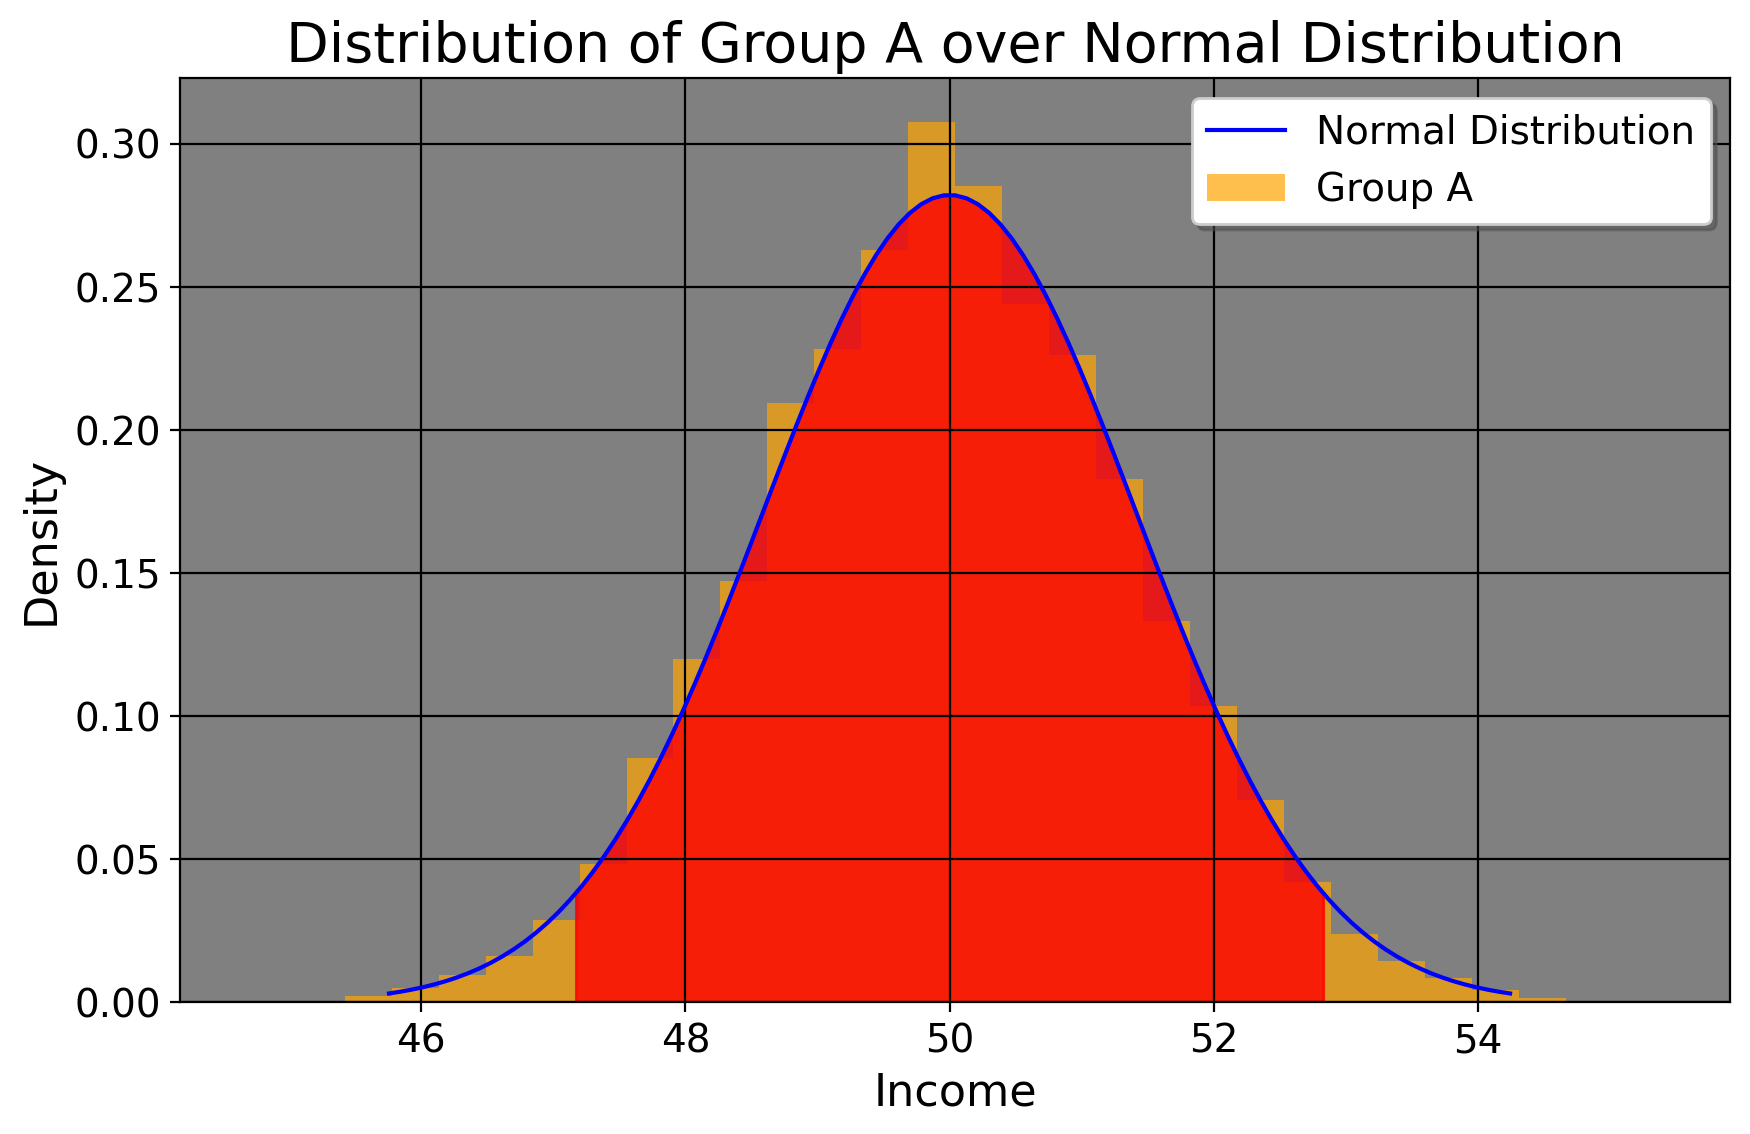 Distribution of Group A over Normal Distribution
Normal Distribution
Group A
0.30
0.25
0.20
0.15
0.10
0.05
0.00
Density
46 48 50 52 54
Income